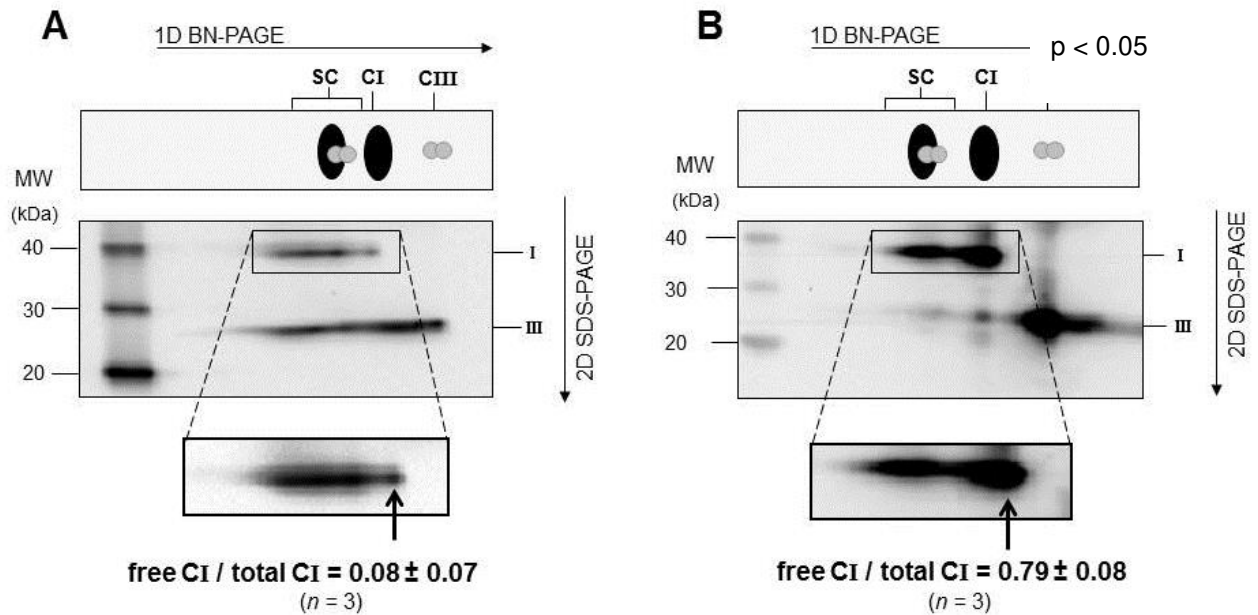 A
1D BN-PAGE
SC CI CIII
MW
(kDa)
40
30
20
I
III
2D SDS-PAGE
free CI / total CI = 0.08 ± 0.07
(n = 3)
B
1D BN-PAGE
p < 0.05
SC CI
MW
(kDa)
40
30
20
I
III
2D SDS-PAGE
free CI / total CI = 0.79 ± 0.08
(n = 3)